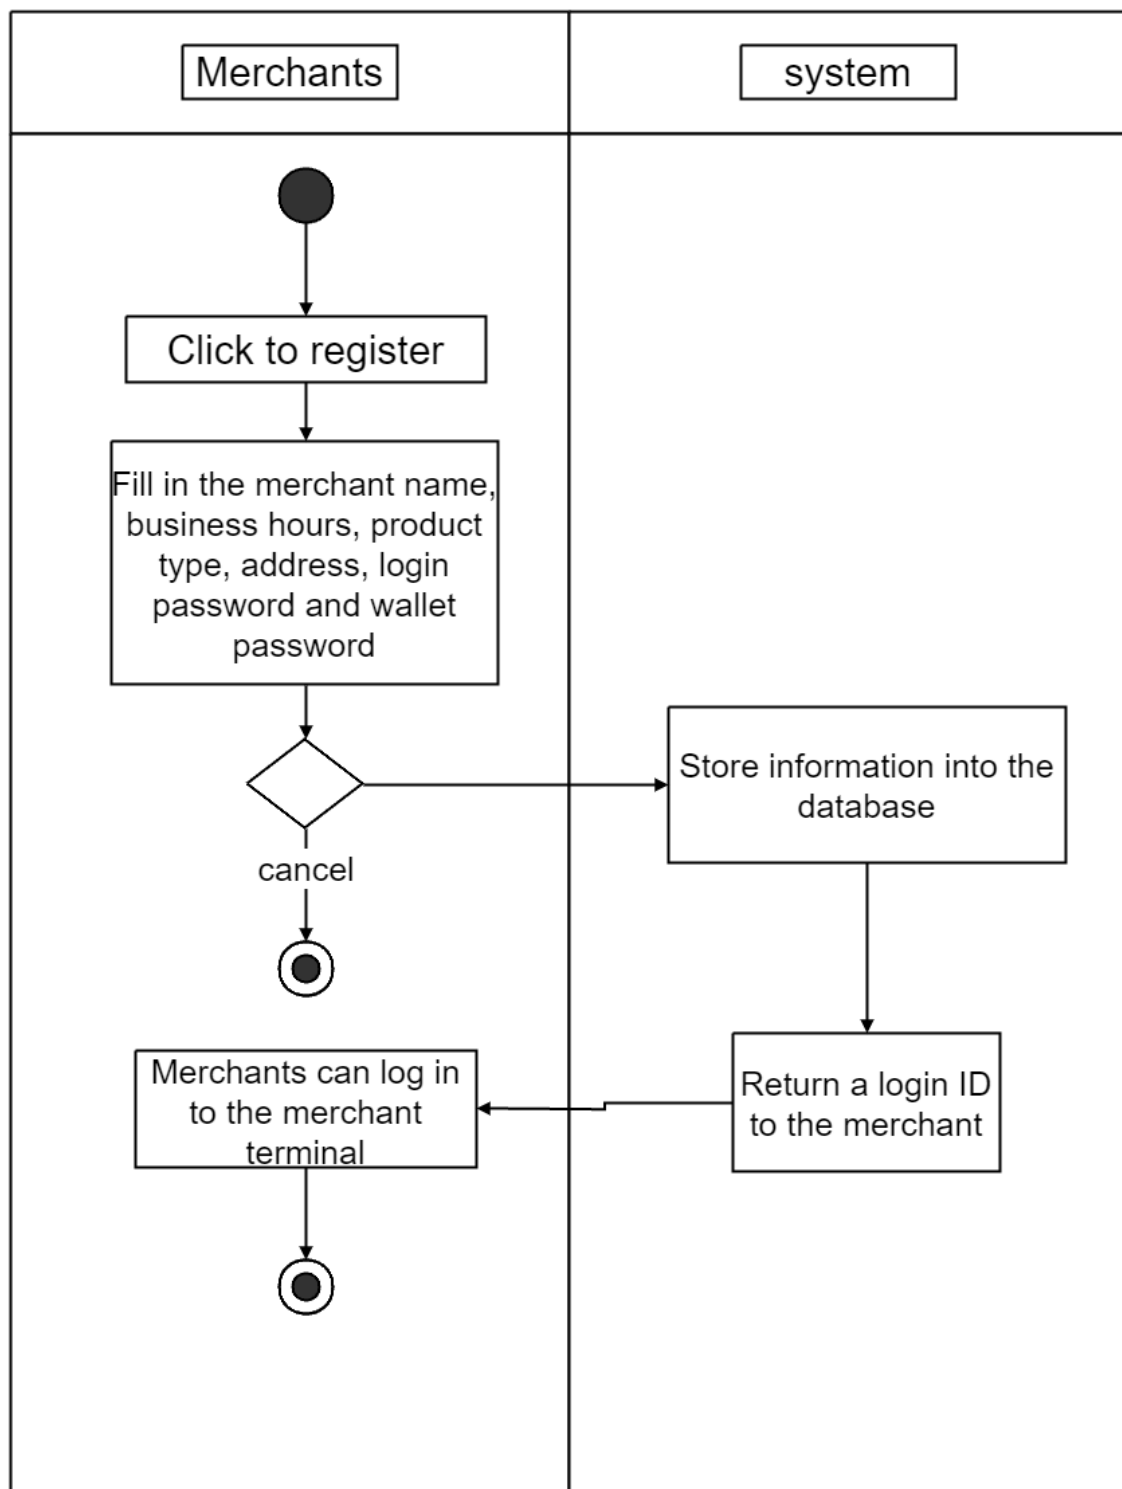 Merchants
system
Click to register
Fill in the merchant name,
business hours, product
type, address, login
password and wallet
password
Store information into the
database
cancel
Return a login ID
to the merchant
Merchants can log in
to the merchant
terminal